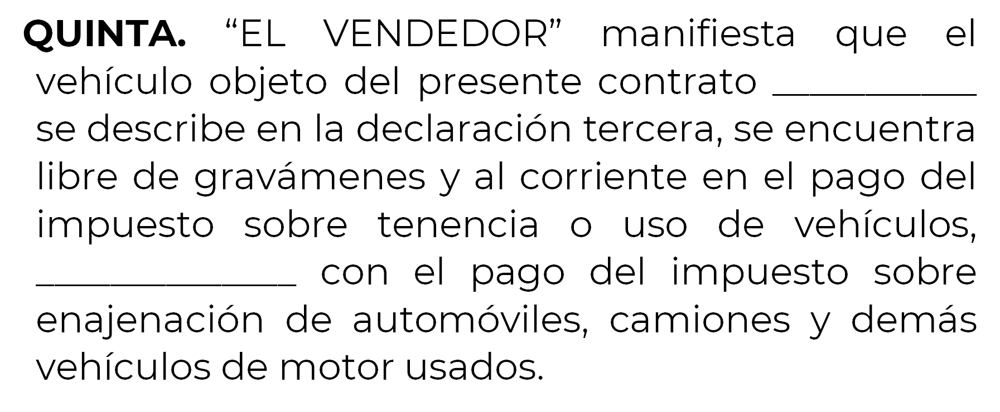 QUINTA. “EL VENDEDOR” manifiesta que el
vehículo objeto del presente contrato ___________
se describe en la declaración tercera, se encuentra
libre de gravámenes y al corriente en el pago del
impuesto sobre tenencia o uso de vehículos,
______________ con el pago del impuesto sobre
enajenación de automóviles, camiones y demás
vehículos de motor usados.